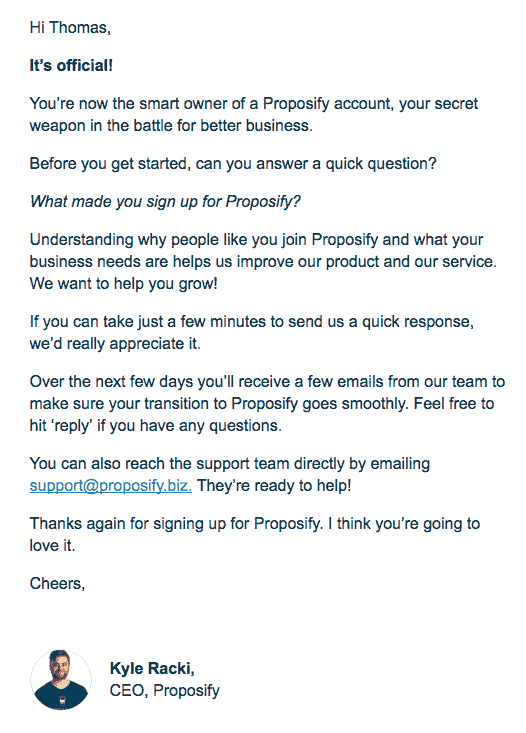 Hi Thomas,
It’s official!
You’re now the smart owner of a Proposify account, your secret
weapon in the battle for better business.
Before you get started, can you answer a quick question?
What made you sign up for Proposify?
Understanding why people like you join Proposify and what your
business needs are helps us improve our product and our service.
We want to help you grow!
If you can take just a few minutes to send us a quick response,
we’d really appreciate it.
Over the next few days you’ll receive a few emails from our team to
make sure your transition to Proposify goes smoothly. Feel free to
hit ‘reply’ if you have any questions.
You can also reach the support team directly by emailing
support@proposify.biz. They’re ready to help!
Thanks again for signing up for Proposify. I think you’re going to
love it.
Cheers,
Kyle Racki,
CEO, Proposify